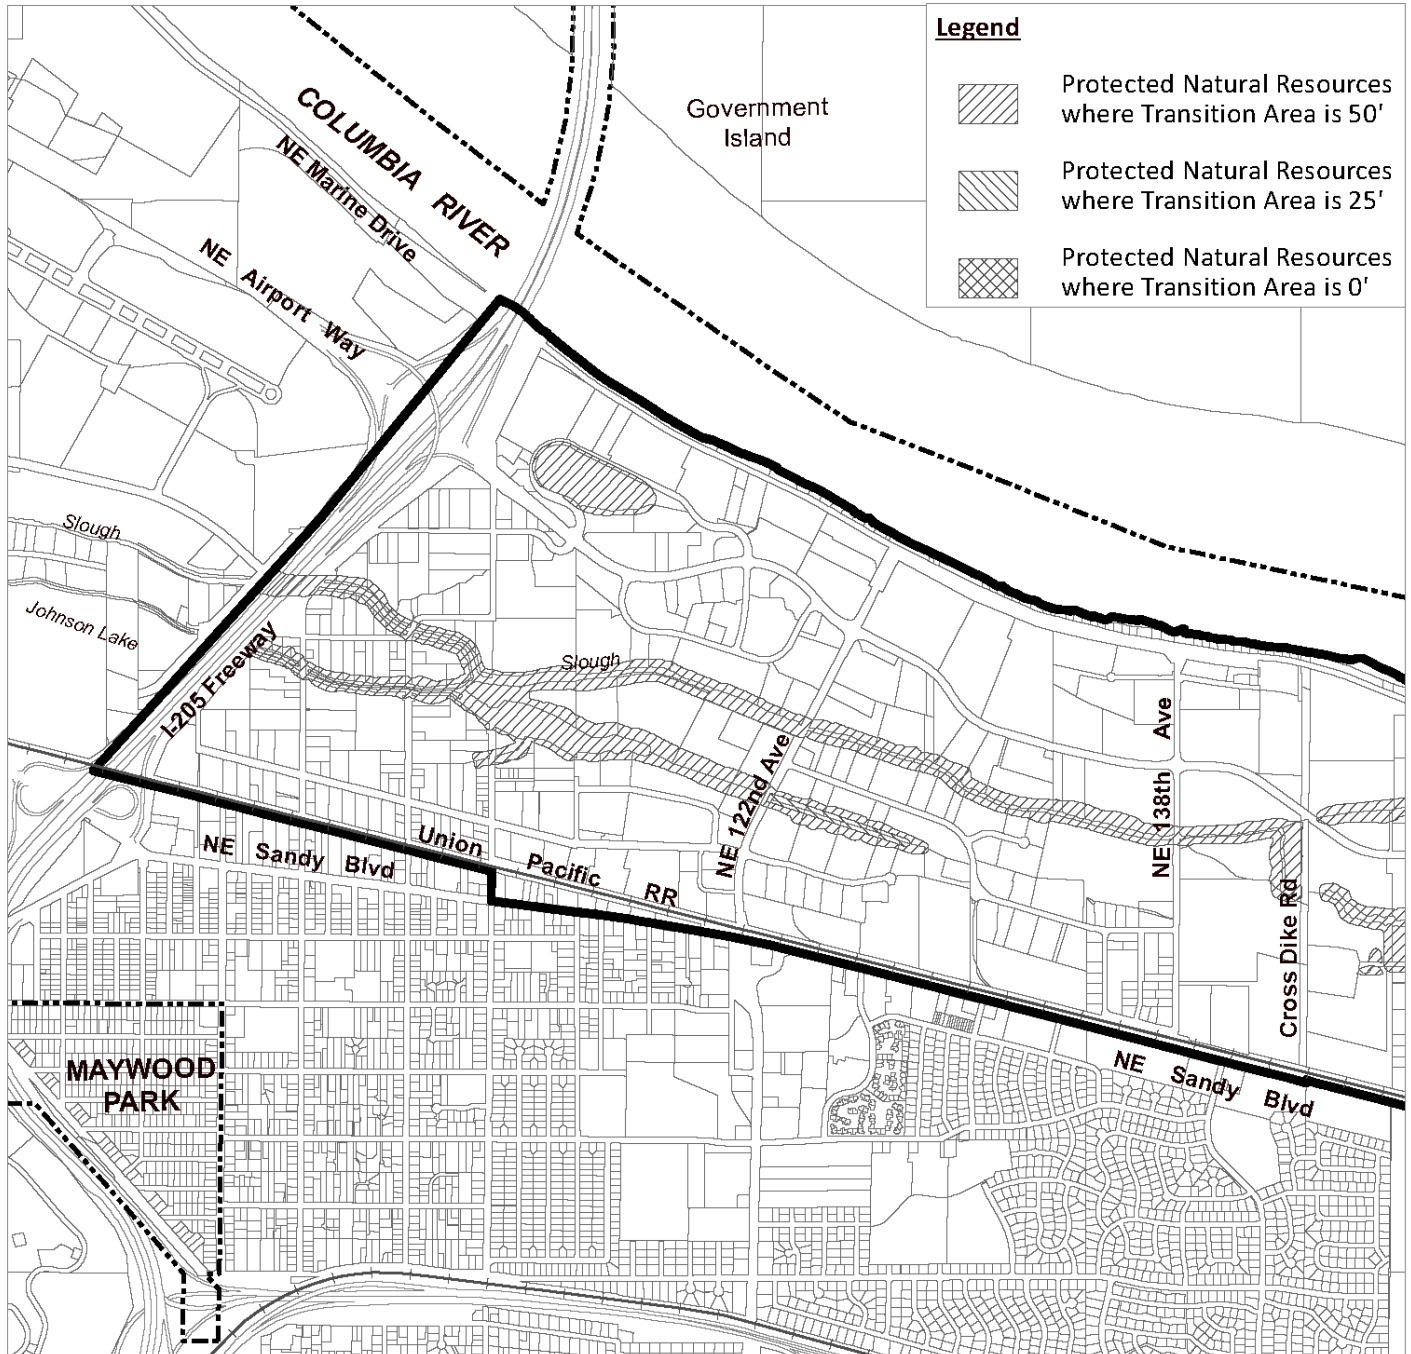 Legend
Protected Natural Resources
where Transition Area is 50'
Protected Natural Resources
where Transition Area is 25'
Protected Natural Resources
where Transition Area is 0'
Government
Island
COLUMBIA RIVER
NE Marine Drive
NE Airport Way
Slough
Johnson Lake
I-205 Freeway
Slough
NE 122nd Ave
NE 138th Ave
Cross Dike Rd
NE Sandy Blvd
Union Pacific RR
NE Sandy Blvd
MAYWOOD
PARK